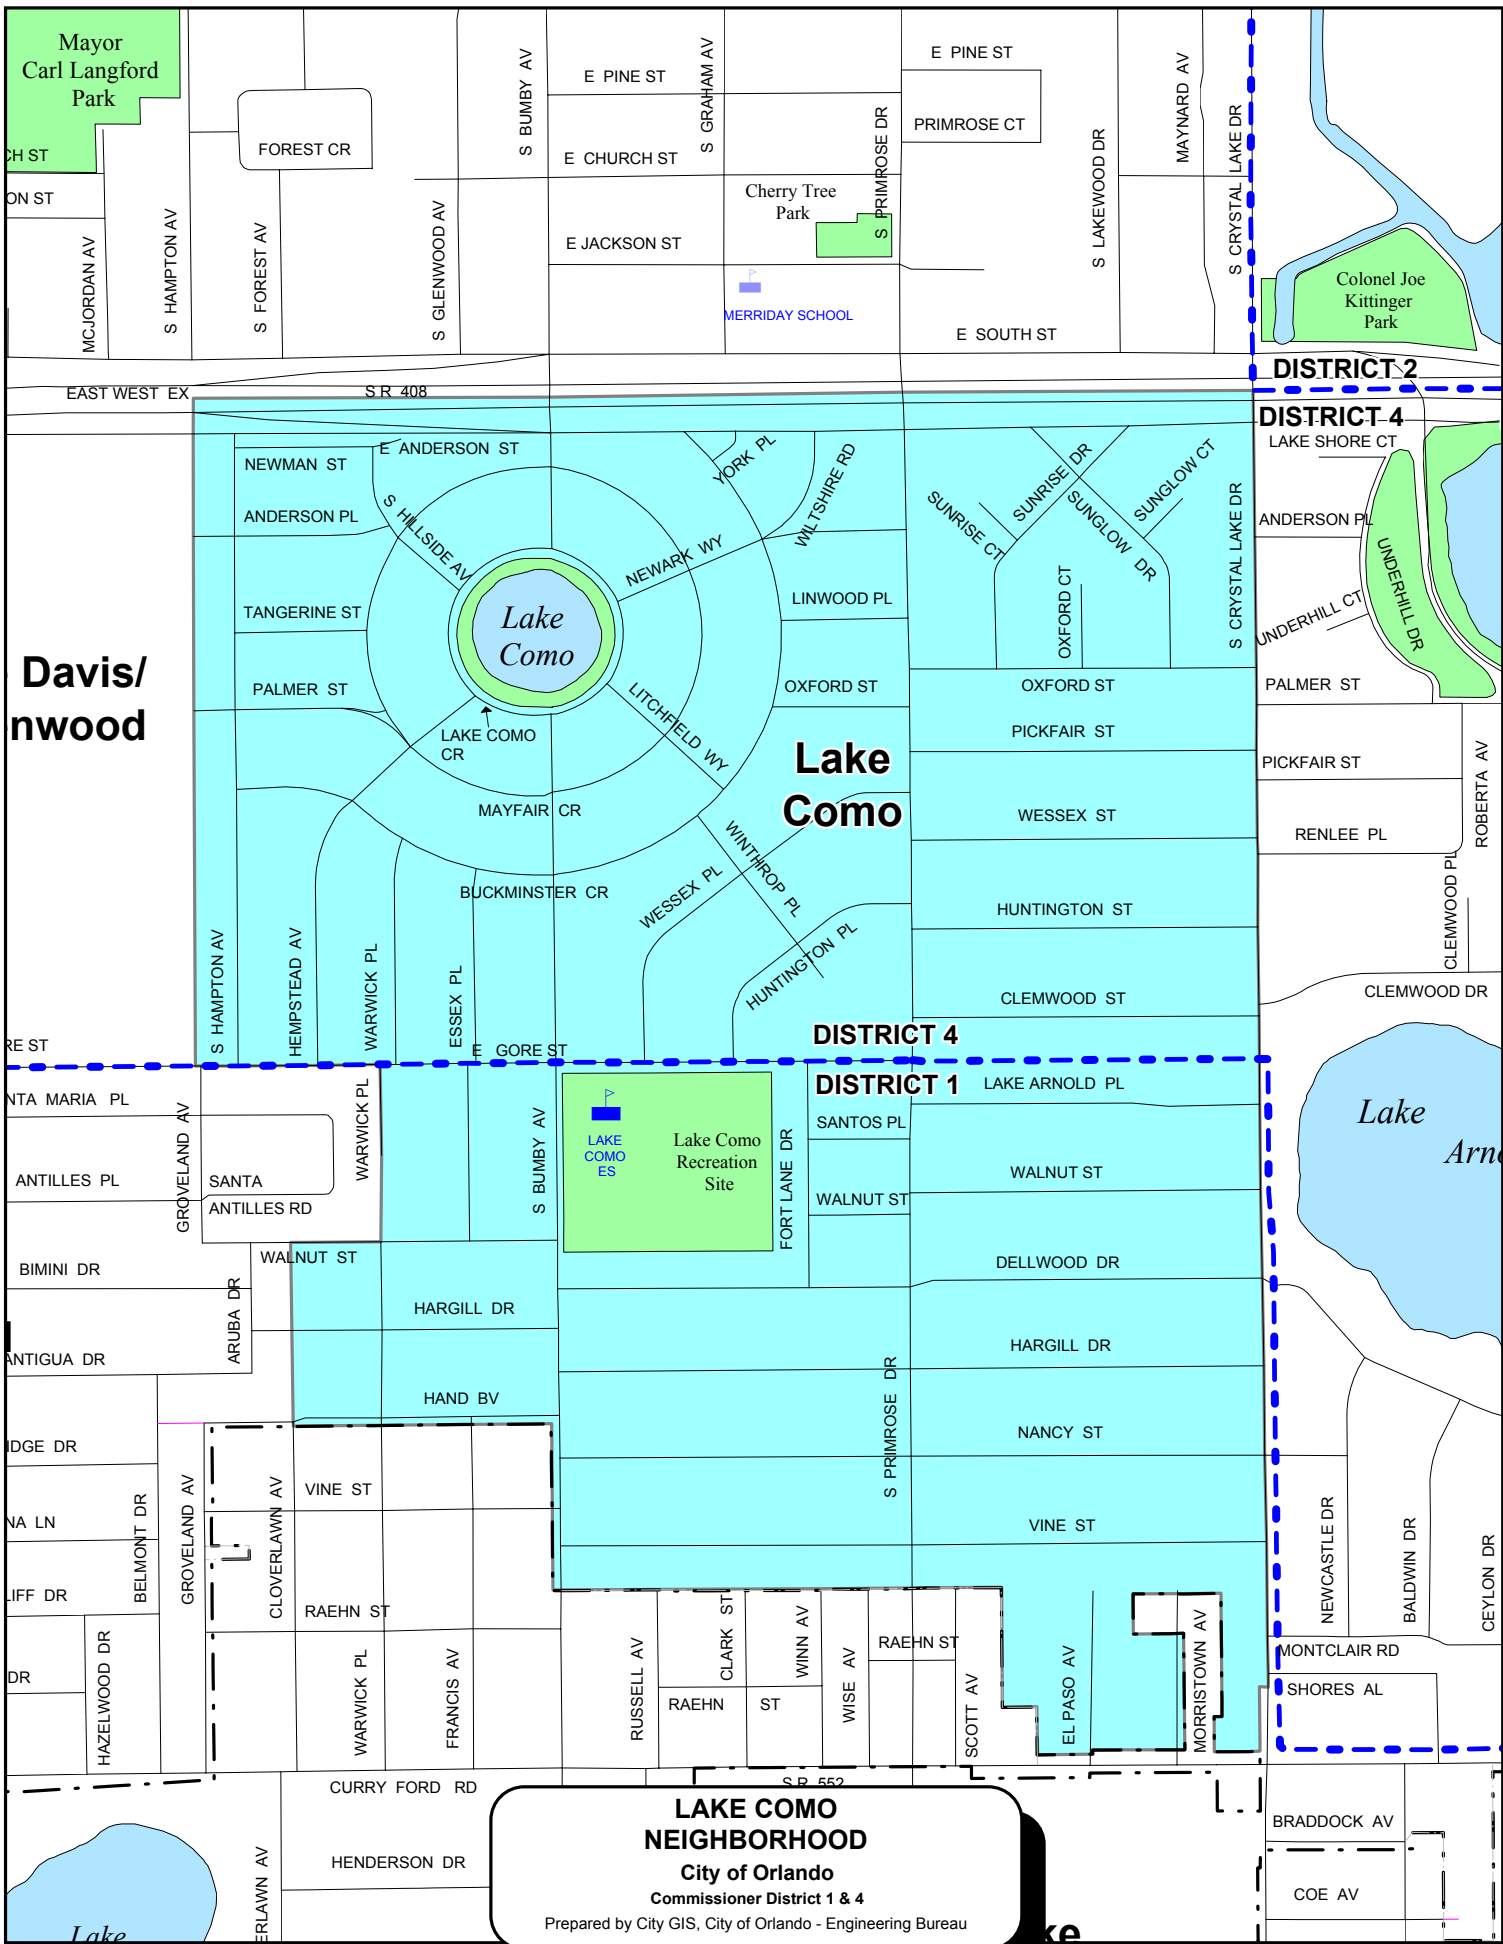 Mayor
Carl Langford
Park
CH ST
ON ST
MCJORDAN AV
S HAMPTON AV
FOREST CR
S FOREST AV
S GLENWOOD AV
S BUMBY AV
E PINE ST
S GRAHAM AV
E CHURCH ST
E JACKSON ST
Cherry Tree
Park
MERRIDAY SCHOOL
S PRIMROSE DR
E PINE ST
PRIMROSE CT
E SOUTH ST
S LAKEWOOD DR
MAYNARD AV
S CRYSTAL LAKE DR
Colonel Joe
Kittinger
Park
EAST WEST EX
S R 408
DISTRICT 2
DISTRICT 4
LAKE SHORE CT
NEWMAN ST
E ANDERSON ST
ANDERSON PL
S HILLSIDE AV
TANGERINE ST
PALMER ST
Lake
Como
LAKE COMO
CR
YORK PL
WILTSHIRE RD
NEWARK WY
LINWOOD PL
OXFORD ST
LITCHFIELD WY
SUNRISE CT
SUNRISE DR
SUNGLOW DR
SUNGLOW CT
OXFORD CT
S CRYSTAL LAKE DR
ANDERSON PL
UNDERHILL DR
UNDERHILL CT
PALMER ST
Davis/
nwood
OXFORD ST
PICKFAIR ST
Lake
Como
PICKFAIR ST
ROBERTA AV
WESSEX ST
RENLEE PL
MAYFAIR CR
BUCKMINSTER CR
WINTHROP PL
WESSEX PL
HUNTINGTON PL
HUNTINGTON ST
CLEMWOOD PL
CLEMWOOD ST
CLEMWOOD DR
S HAMPTON AV
HEMPSTEAD AV
WARWICK PL
ESSEX PL
RE ST
E GORE ST
DISTRICT 4
DISTRICT 1
LAKE ARNOLD PL
NTA MARIA PL
GROVELAND AV
WARWICK PL
S BUMBY AV
LAKE
COMO
ES
Lake Como
Recreation
Site
FORT LANE DR
SANTOS PL
WALNUT ST
WALNUT ST
Lake
Arn
ANTILLES PL
SANTA
ANTILLES RD
WALNUT ST
BIMINI DR
ARUBA DR
DELLWOOD DR
HARGILL DR
HARGILL DR
ANTIGUA DR
HAND BV
S PRIMROSE DR
NANCY ST
IDGE DR
VINE ST
VINE ST
NA LN
BELMONT DR
GROVELAND AV
CLOVERLAWN AV
NEWCASTLE DR
BALDWIN DR
CEYLON DR
LIFF DR
RAEHN ST
HAZELWOOD DR
DR
WARWICK PL
FRANCIS AV
RUSSELL AV
CLARK ST
WINN AV
WISE AV
RAEHN ST
RAEHN ST
SCOTT AV
EL PASO AV
MORRISTOWN AV
MONTCLAIR RD
SHORES AL
CURRY FORD RD
S R 552
BRADDOCK AV
HENDERSON DR
ERLAWN AV
COE AV
Lake
LAKE COMO
NEIGHBORHOOD
City of Orlando
Commissioner District 1 & 4
Prepared by City GIS, City of Orlando - Engineering Bureau
ke